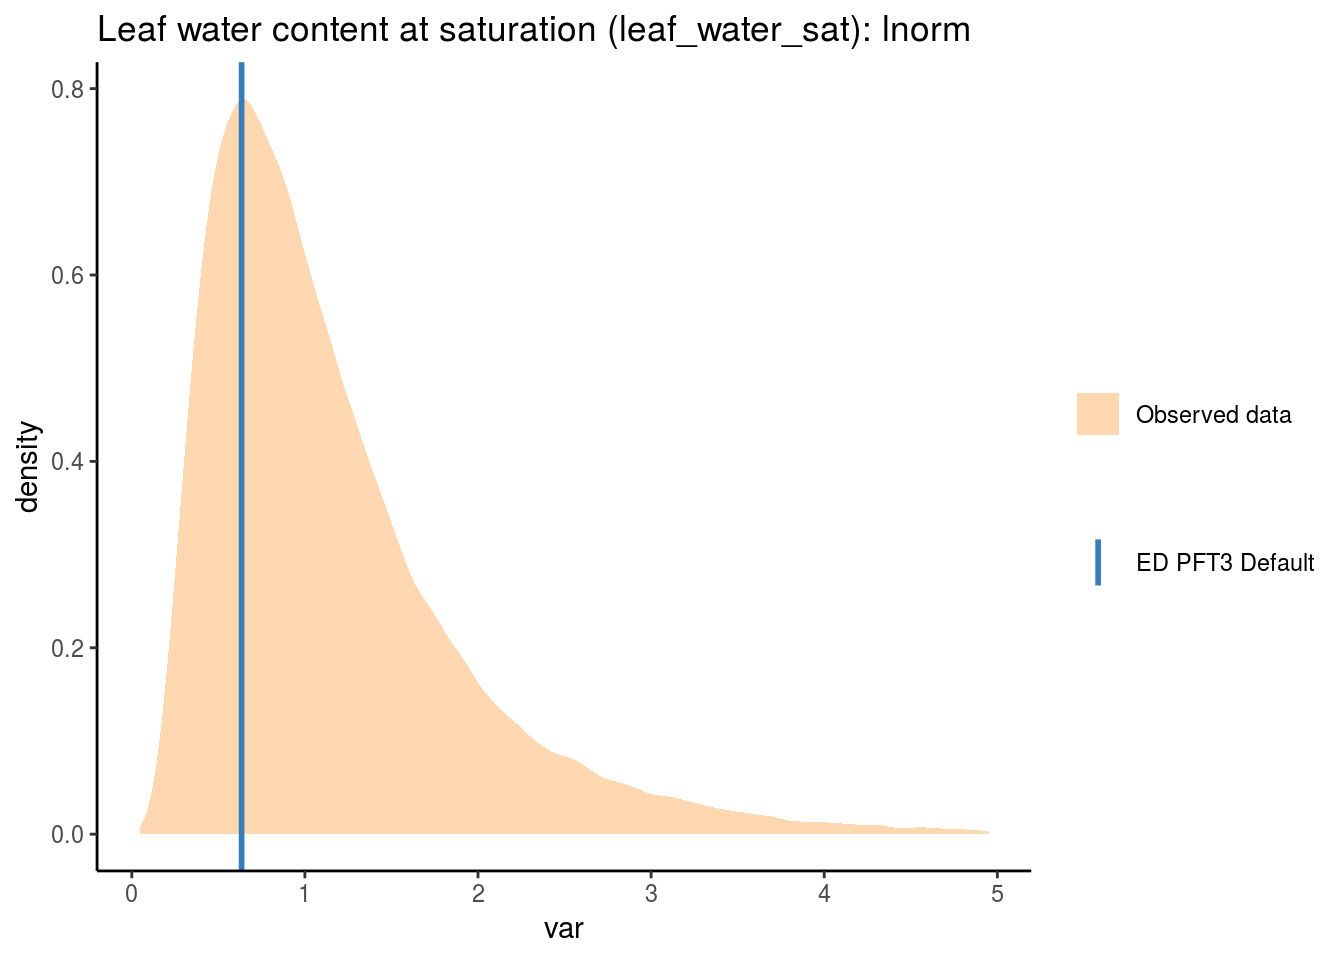 Leaf water content at saturation (leaf_water_sat): lnorm
0.8
0.6
0.4
0.2
0.0
density
0 1 2 3 4 5
var
Observed data
ED PFT3 Default